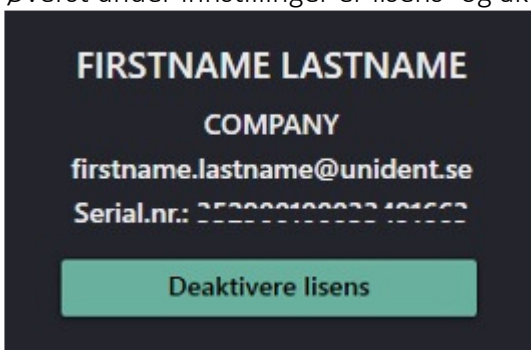 FIRSTNAME LASTNAME
COMPANY
firstname.lastname@unident.se
Serial.nr.:
Deaktivere lisens